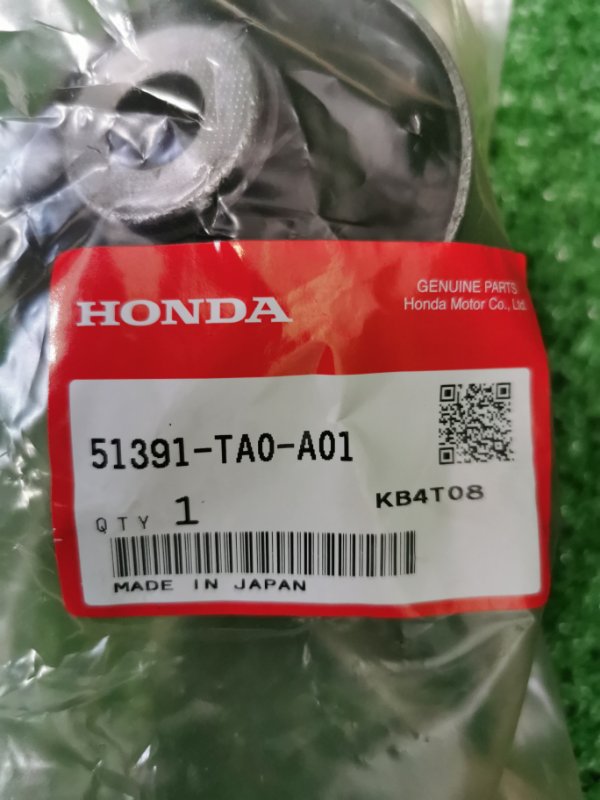 HONDA
GENUINE PARTS
Honda Motor Co., Ltd.
51391-TA0-A01
KB4T08
QTY 1
MADE IN JAPAN